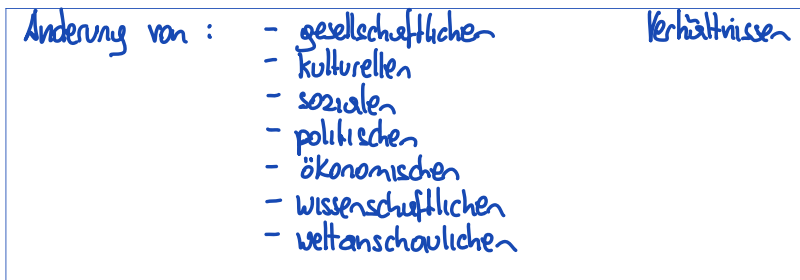 Änderung von : - gesellschaftlichen Verhältnissen
- kulturellen
- sozialen
- politischen
- ökonomischen
- wissenschaftlichen
- weltanschaulichen